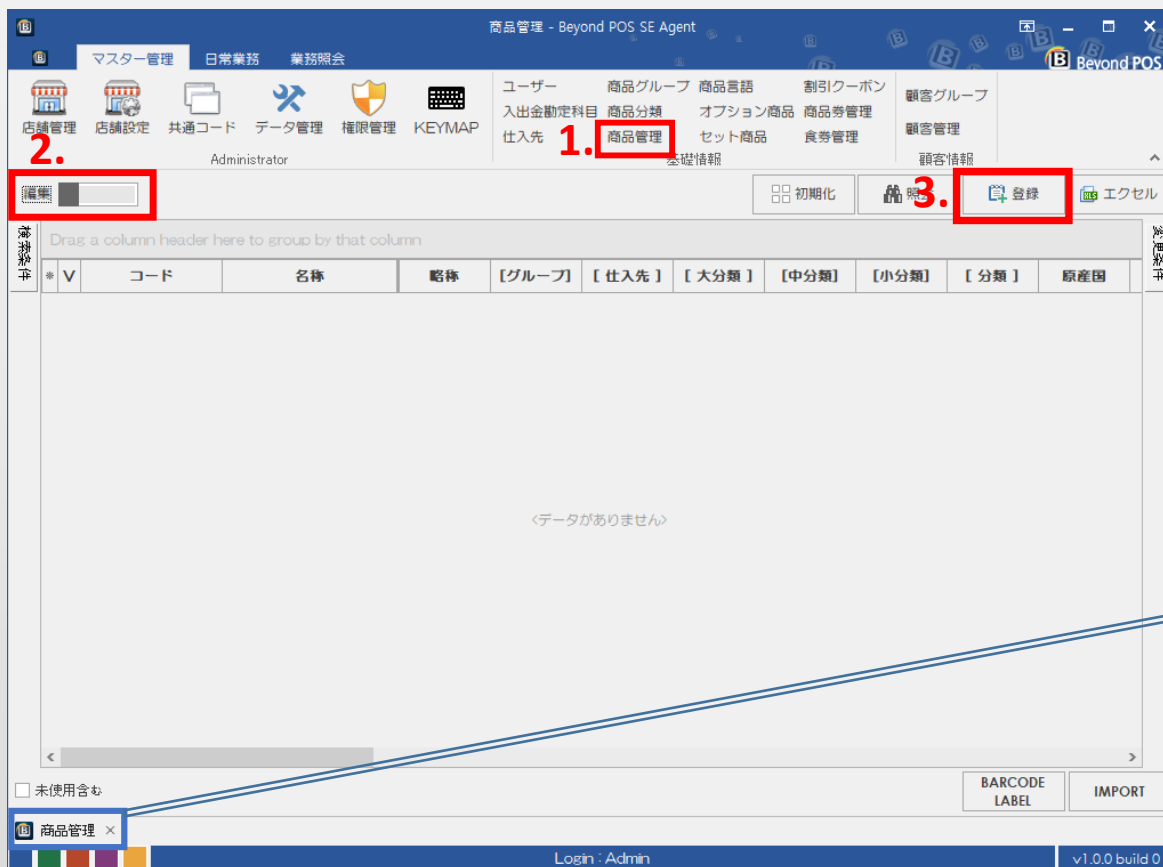 商品管理 - Beyond POS SE Agent
Beyond POS
マスター管理 日常業務 業務照会
店舗管理 店舗設定 共通コード データ管理 権限管理 KEYMAP
Administrator
ユーザー 商品グループ 商品言語 割引クーポン
入出金勘定科目 商品分類 オプション商品 商品券管理
仕入先 商品管理 セット商品 食券管理
基礎情報
顧客グループ
顧客管理
顧客情報
1.
2.
3.
編集
初期化 登録 エクセル
検索条件
変更条件
Drag a column header here to group by that column
* V コード 名称 略称 [グループ] [ 仕入先 ] [ 大分類 ] [中分類] [小分類] [ 分類 ] 原産国
<データがありません>
未使用含む
BARCODE
LABEL
IMPORT
商品管理 ×
Login : Admin
v1.0.0 build 0